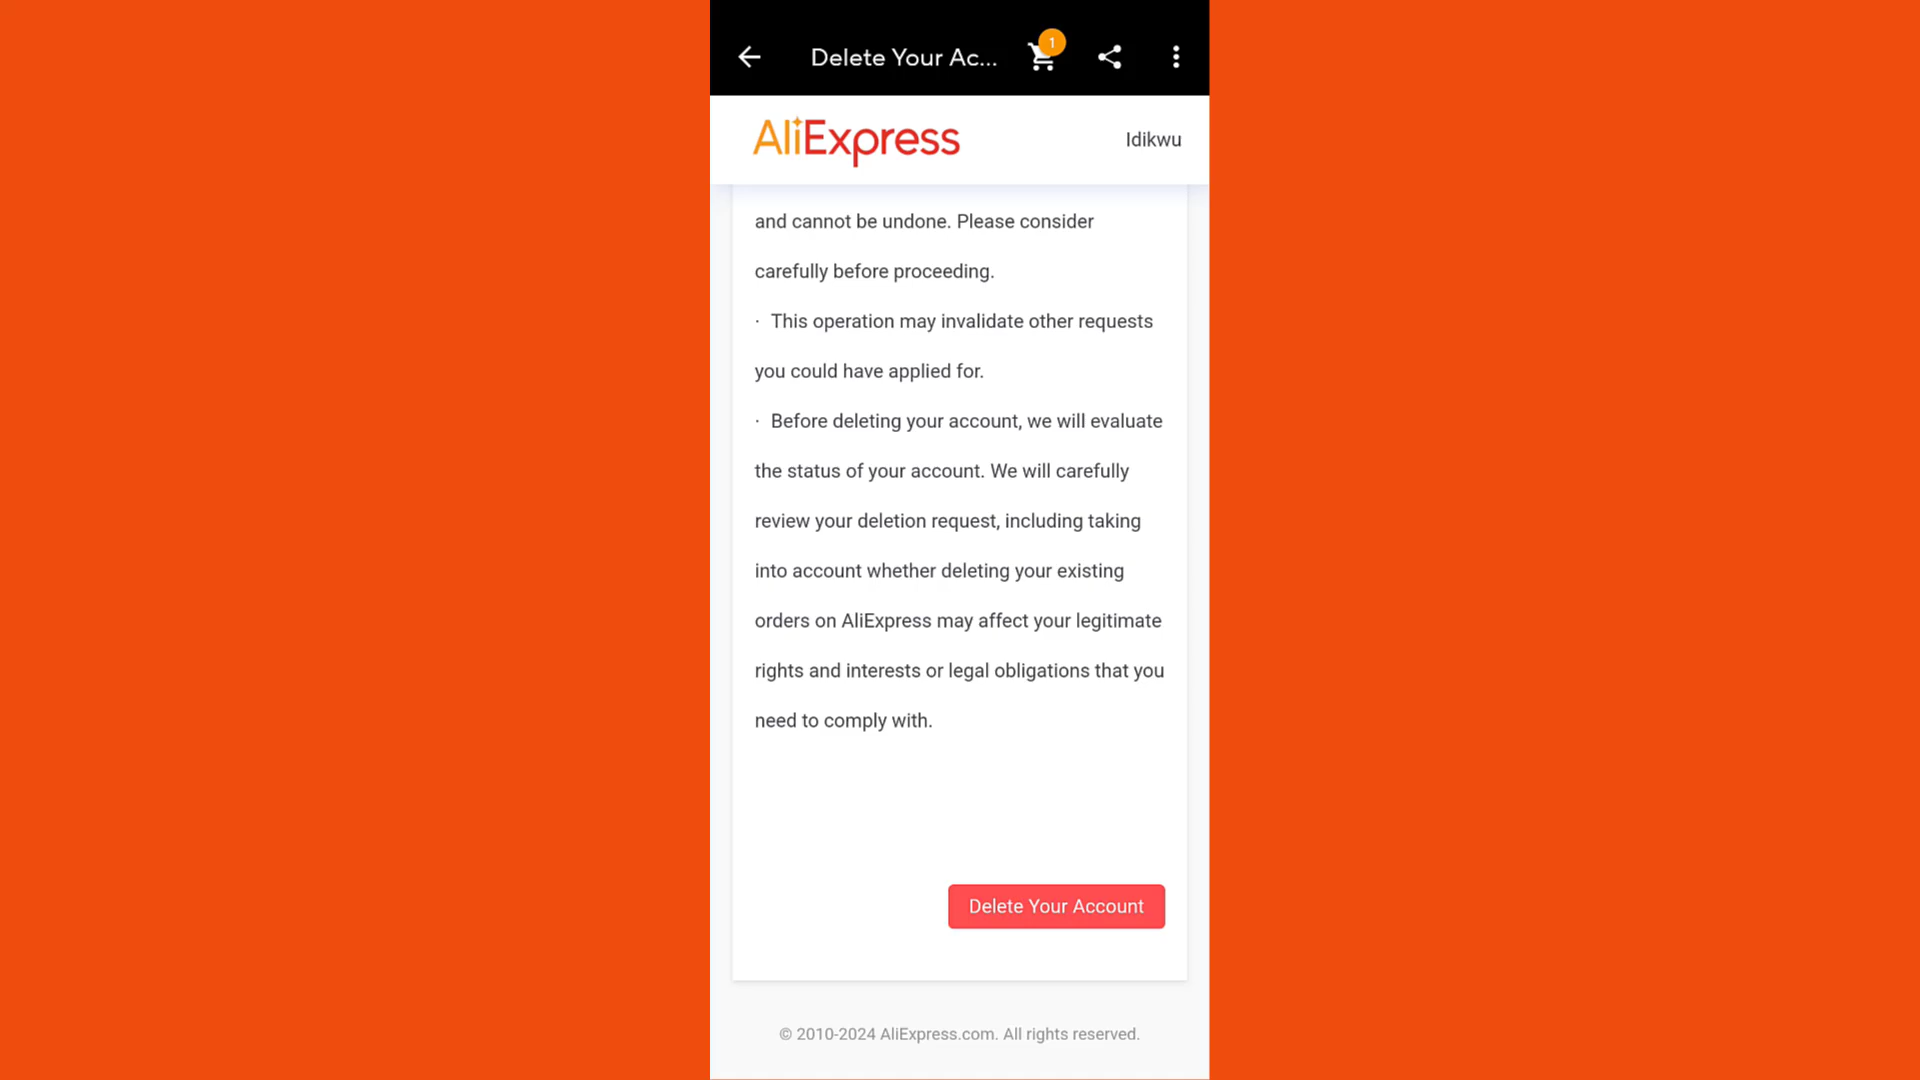 Delete Your Ac...
1
AliExpress
Idikwu
and cannot be undone. Please consider
carefully before proceeding.
· This operation may invalidate other requests
you could have applied for.
· Before deleting your account, we will evaluate
the status of your account. We will carefully
review your deletion request, including taking
into account whether deleting your existing
orders on AliExpress may affect your legitimate
rights and interests or legal obligations that you
need to comply with.
Delete Your Account
© 2010-2024 AliExpress.com. All rights reserved.